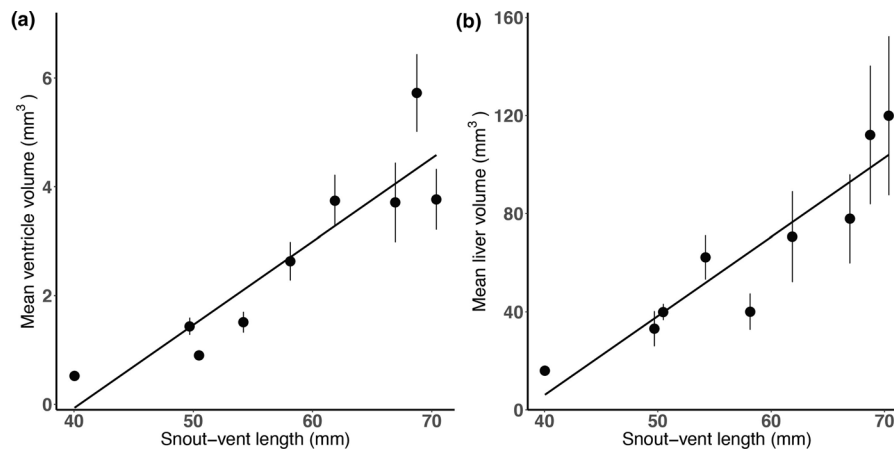 (a)
6
4
2
0
40
50
60
70
Mean ventricle volume (mm³)
Snout−vent length (mm)
(b)
160
120
80
40
0
40
50
60
70
Mean liver volume (mm³)
Snout−vent length (mm)